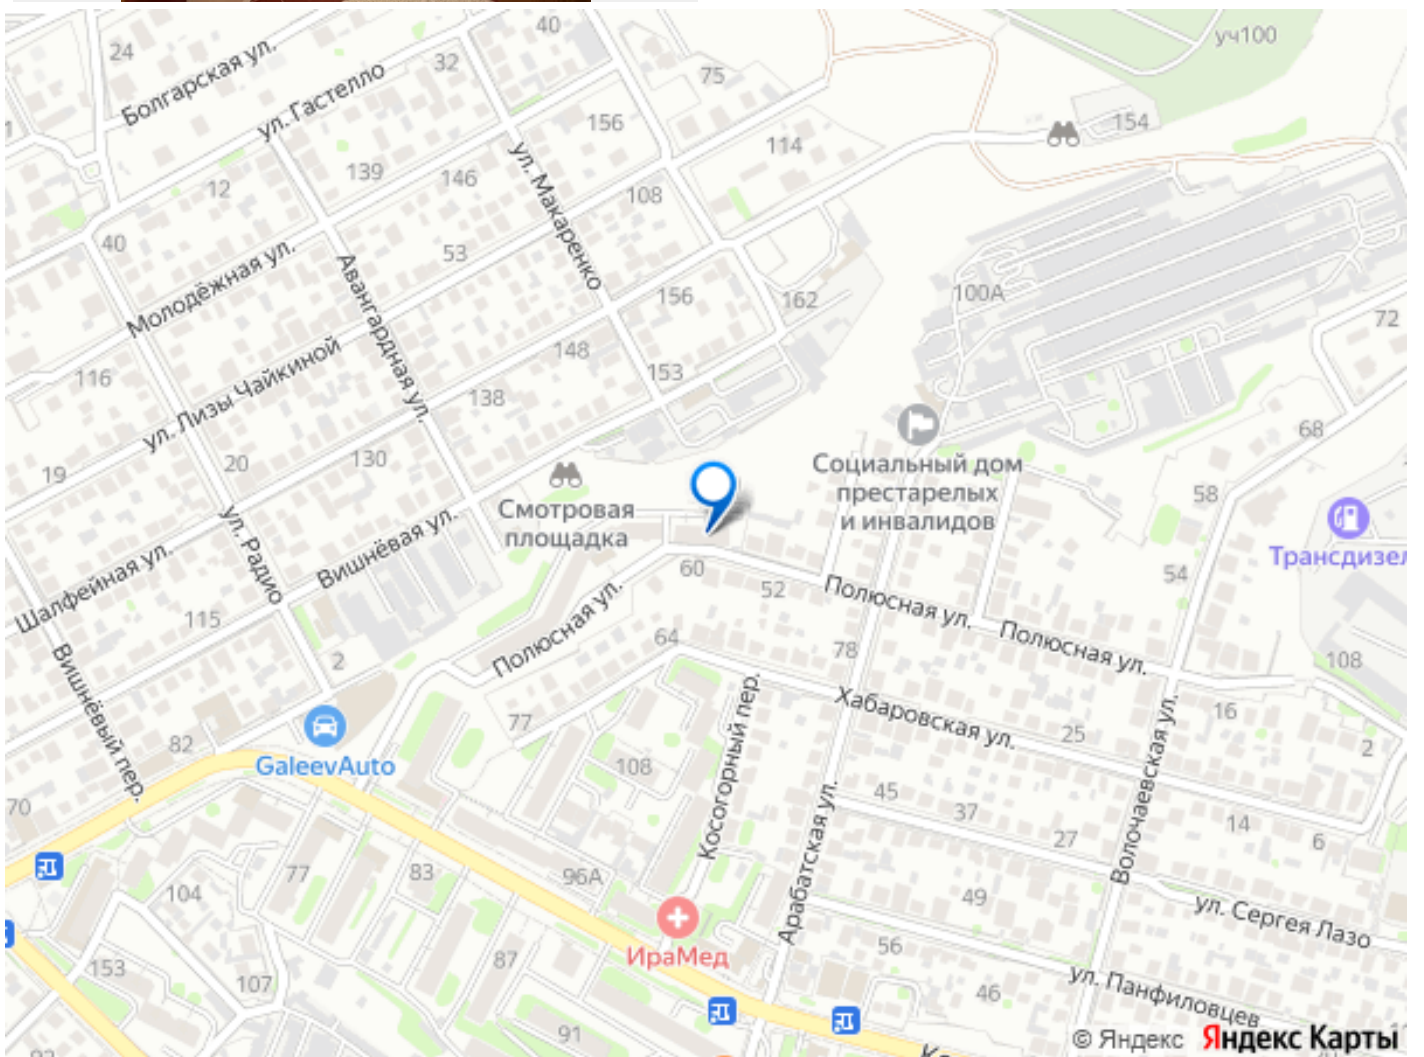 40
24
уч100
Болгарская ул.
32
75
ул. Гастелло
156
154
114
139
146
ул. Макаренко
12
108
40
53
Молодёжная ул.
Авангардная ул.
156
162
100А
72
148
153
116
ул. Лизы Чайкиной
138
68
20
130
19
Социальный дом
престарелых
и инвалидов
58
Смотровая
площадка
ул. Радио
Вишнёвая ул.
Трансдизел
Шалфейная ул.
60
52
54
115
Полюсная ул.
Полюсная ул.
Полюсная ул.
64
78
2
108
Вишнёвый пер.
Косогорный пер.
Хабаровская ул.
77
16
25
82
2
GaleevAuto
108
Волочаевская ул.
45
70
37
14
6
27
Арабатская ул.
77
83
96А
104
49
ул. Сергея Лазо
ИраМед
56
87
153
107
46
ул. Панфиловцев
91
© Яндекс Яндекс Карты